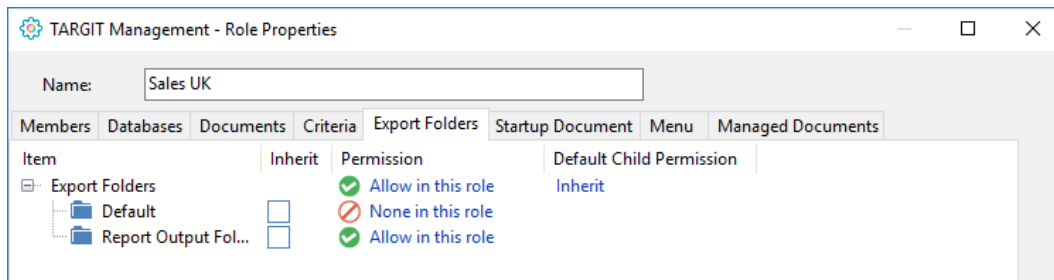 TARGIT Management - Role Properties
Name: Sales UK
Members Databases Documents Criteria Export Folders Startup Document Menu Managed Documents
Item Inherit Permission Default Child Permission
Export Folders Allow in this role Inherit
Default None in this role
Report Output Fol... Allow in this role